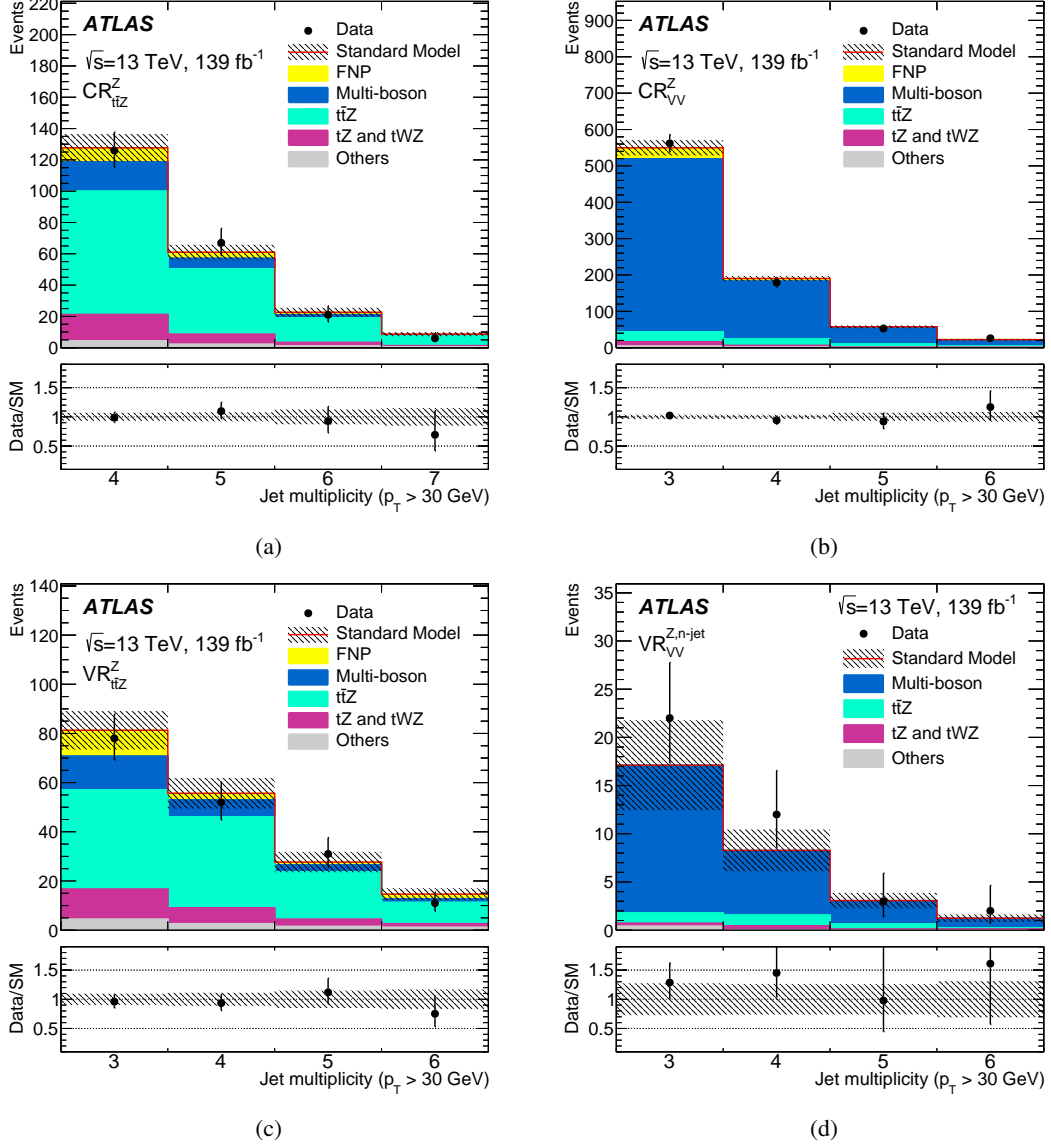 Events
220
200
180
160
140
120
100
80
60
40
20
0
ATLAS
√s=13 TeV, 139 fb⁻¹
CR^Z_tt̄Z
Data
Standard Model
FNP
Multi-boson
tt̄Z
tZ and tWZ
Others
Data/SM
1.5
1
0.5
4 5 6 7
Jet multiplicity (p_T > 30 GeV)
(a)
Events
900
800
700
600
500
400
300
200
100
0
ATLAS
√s=13 TeV, 139 fb⁻¹
CR^Z_VV
Data
Standard Model
FNP
Multi-boson
tt̄Z
tZ and tWZ
Others
Data/SM
1.5
1
0.5
3 4 5 6
Jet multiplicity (p_T > 30 GeV)
(b)
Events
140
120
100
80
60
40
20
0
ATLAS
√s=13 TeV, 139 fb⁻¹
VR^Z_tt̄Z
Data
Standard Model
FNP
Multi-boson
tt̄Z
tZ and tWZ
Others
Data/SM
1.5
1
0.5
3 4 5 6
Jet multiplicity (p_T > 30 GeV)
(c)
Events
35
30
25
20
15
10
5
0
ATLAS
√s=13 TeV, 139 fb⁻¹
VR^Z,n-jet_VV
Data
Standard Model
Multi-boson
tt̄Z
tZ and tWZ
Others
Data/SM
1.5
1
0.5
3 4 5 6
Jet multiplicity (p_T > 30 GeV)
(d)